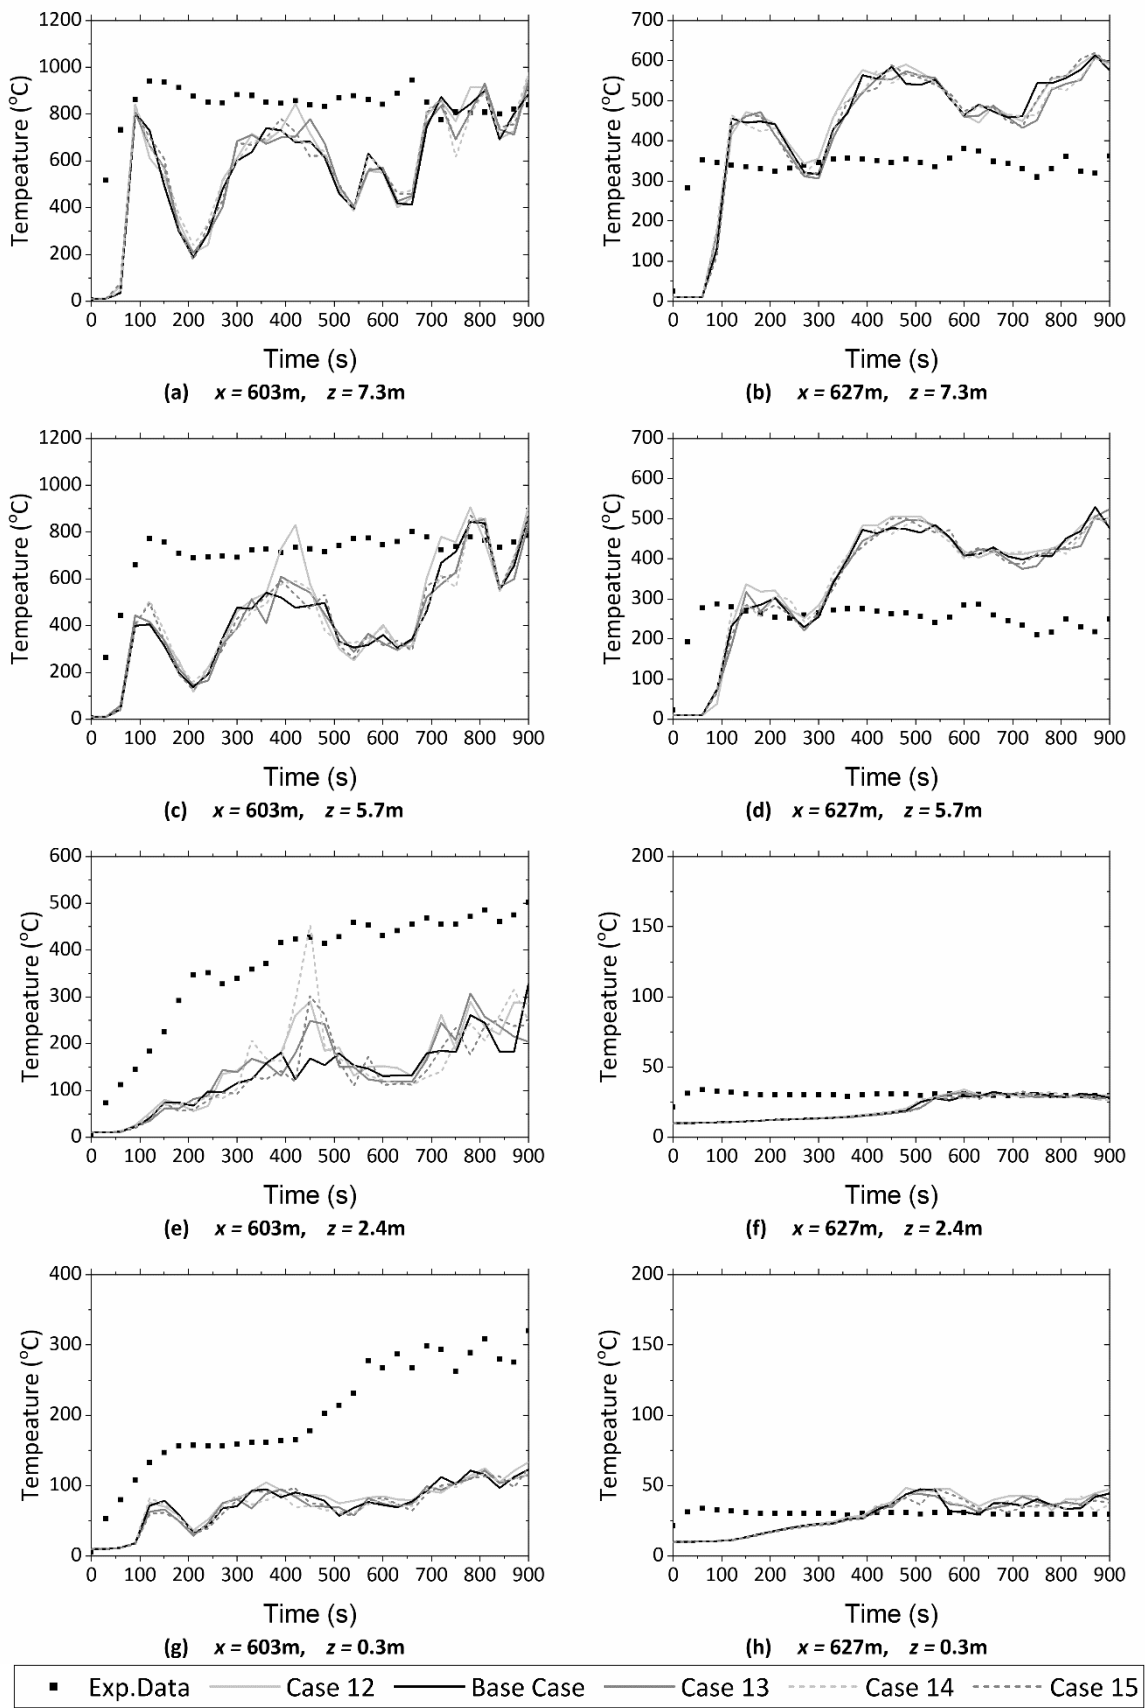 1200
1000
800
600
400
200
0
Tempeature (°C)
0 100 200 300 400 500 600 700 800 900
Time (s)
(a) x = 603m, z = 7.3m
700
600
500
400
300
200
100
0
Tempeature (°C)
0 100 200 300 400 500 600 700 800 900
Time (s)
(b) x = 627m, z = 7.3m
1200
1000
800
600
400
200
0
Tempeature (°C)
0 100 200 300 400 500 600 700 800 900
Time (s)
(c) x = 603m, z = 5.7m
700
600
500
400
300
200
100
0
Tempeature (°C)
0 100 200 300 400 500 600 700 800 900
Time (s)
(d) x = 627m, z = 5.7m
600
500
400
300
200
100
0
Tempeature (°C)
0 100 200 300 400 500 600 700 800 900
Time (s)
(e) x = 603m, z = 2.4m
200
150
100
50
0
Tempeature (°C)
0 100 200 300 400 500 600 700 800 900
Time (s)
(f) x = 627m, z = 2.4m
400
300
200
100
0
Tempeature (°C)
0 100 200 300 400 500 600 700 800 900
Time (s)
(g) x = 603m, z = 0.3m
200
150
100
50
0
Tempeature (°C)
0 100 200 300 400 500 600 700 800 900
Time (s)
(h) x = 627m, z = 0.3m
Exp.Data Case 12 Base Case Case 13 Case 14 Case 15